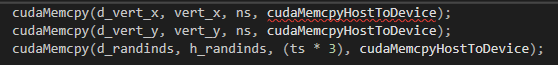 cudaMemcpy(d_vert_x, vert_x, ns, cudaMemcpyHostToDevice);
cudaMemcpy(d_vert_y, vert_y, ns, cudaMemcpyHostToDevice);
cudaMemcpy(d_randinds, h_randinds, (ts * 3), cudaMemcpyHostToDevice);